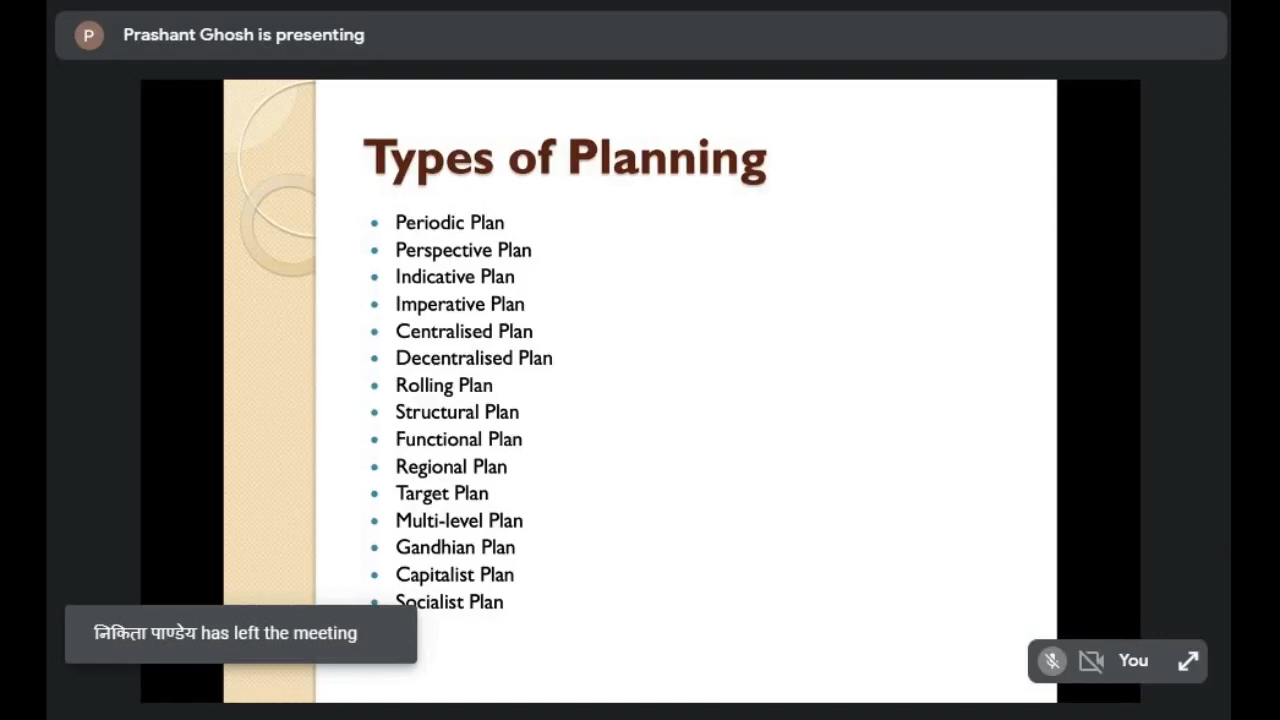 P
Prashant Ghosh is presenting
Types of Planning
• Periodic Plan
• Perspective Plan
• Indicative Plan
• Imperative Plan
• Centralised Plan
• Decentralised Plan
• Rolling Plan
• Structural Plan
• Functional Plan
• Regional Plan
• Target Plan
• Multi-level Plan
• Gandhian Plan
• Capitalist Plan
• Socialist Plan
निकिता पाण्डेय has left the meeting
You